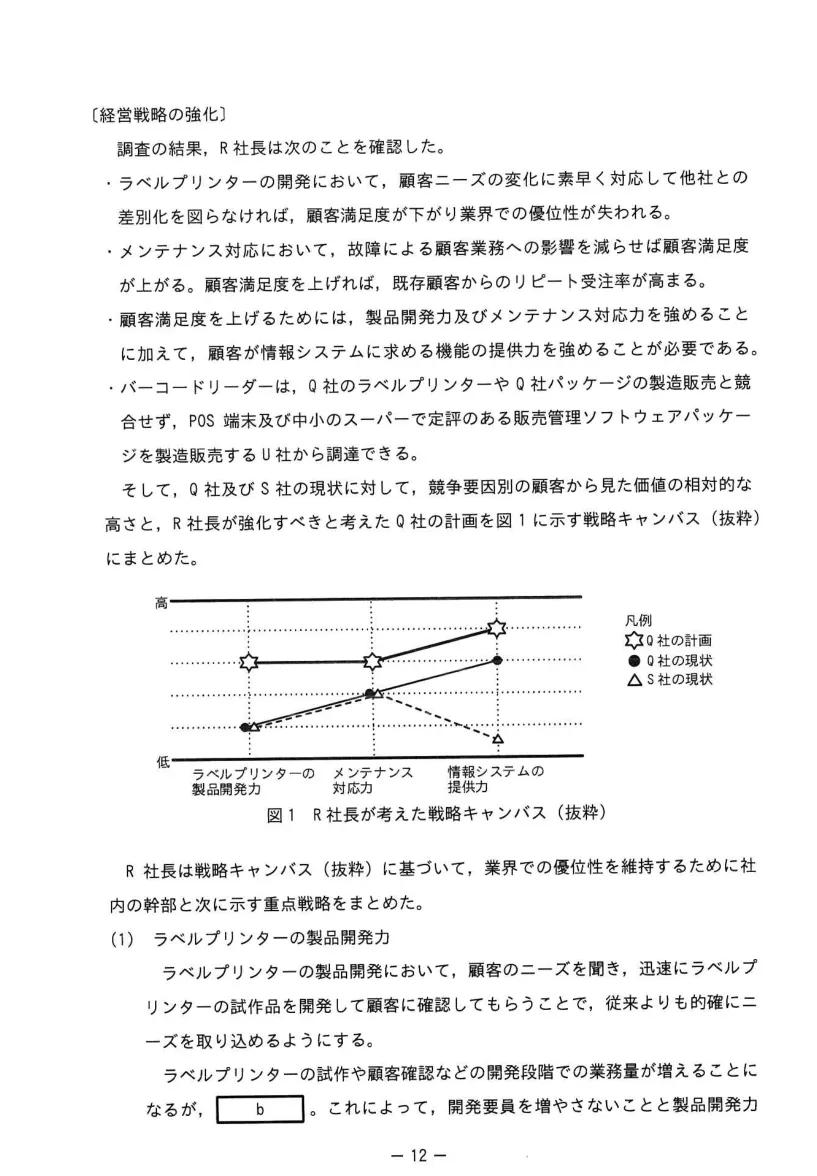 〔経営戦略の強化〕
調査の結果，R 社長は次のことを確認した。
・ラベルプリンターの開発において，顧客ニーズの変化に素早く対応して他社との
差別化を図らなければ，顧客満足度が下がり業界での優位性が失われる。
・メンテナンス対応において，故障による顧客業務への影響を減らせば顧客満足度
が上がる。顧客満足度を上げれば，既存顧客からのリピート受注率が高まる。
・顧客満足度を上げるためには，製品開発力及びメンテナンス対応力を強めること
に加えて，顧客が情報システムに求める機能の提供力を強めることが必要である。
・バーコードリーダーは，Q 社のラベルプリンターや Q 社パッケージの製造販売と競
合せず，POS 端末及び中小のスーパーで定評のある販売管理ソフトウェアパッケー
ジを製造販売する U 社から調達できる。
そして，Q 社及び S 社の現状に対して，競争要因別の顧客から見た価値の相対的な
高さと，R 社長が強化すべきと考えた Q 社の計画を図 1 に示す戦略キャンバス（抜粋）
にまとめた。
高
凡例
Q 社の計画
Q 社の現状
S 社の現状
低
ラベルプリンターの メンテナンス 情報システムの
製品開発力 対応力 提供力
図 1 R 社長が考えた戦略キャンバス（抜粋）
R 社長は戦略キャンバス（抜粋）に基づいて，業界での優位性を維持するために社
内の幹部と次に示す重点戦略をまとめた。
(1) ラベルプリンターの製品開発力
ラベルプリンターの製品開発において，顧客のニーズを聞き，迅速にラベルプ
リンターの試作品を開発して顧客に確認してもらうことで，従来よりも的確にニ
ーズを取り込めるようにする。
ラベルプリンターの試作や顧客確認などの開発段階での業務量が増えることに
なるが， b 。これによって，開発要員を増やさないことと製品開発力
— 12 —